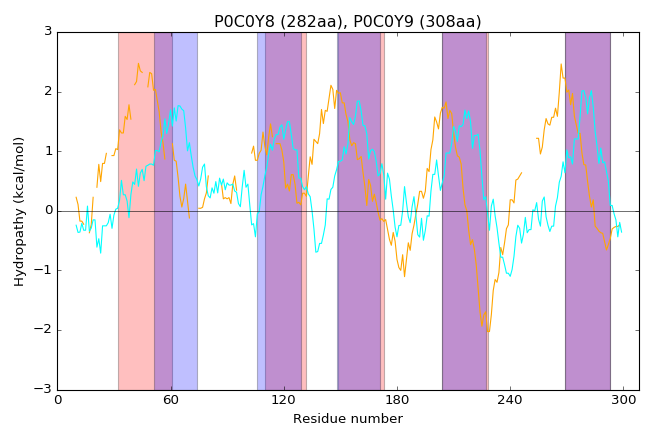 P0C0Y8 (282aa), P0C0Y9 (308aa)
3
2
1
0
−1
−2
−3
Hydropathy (kcal/mol)
0 60 120 180 240 300
Residue number